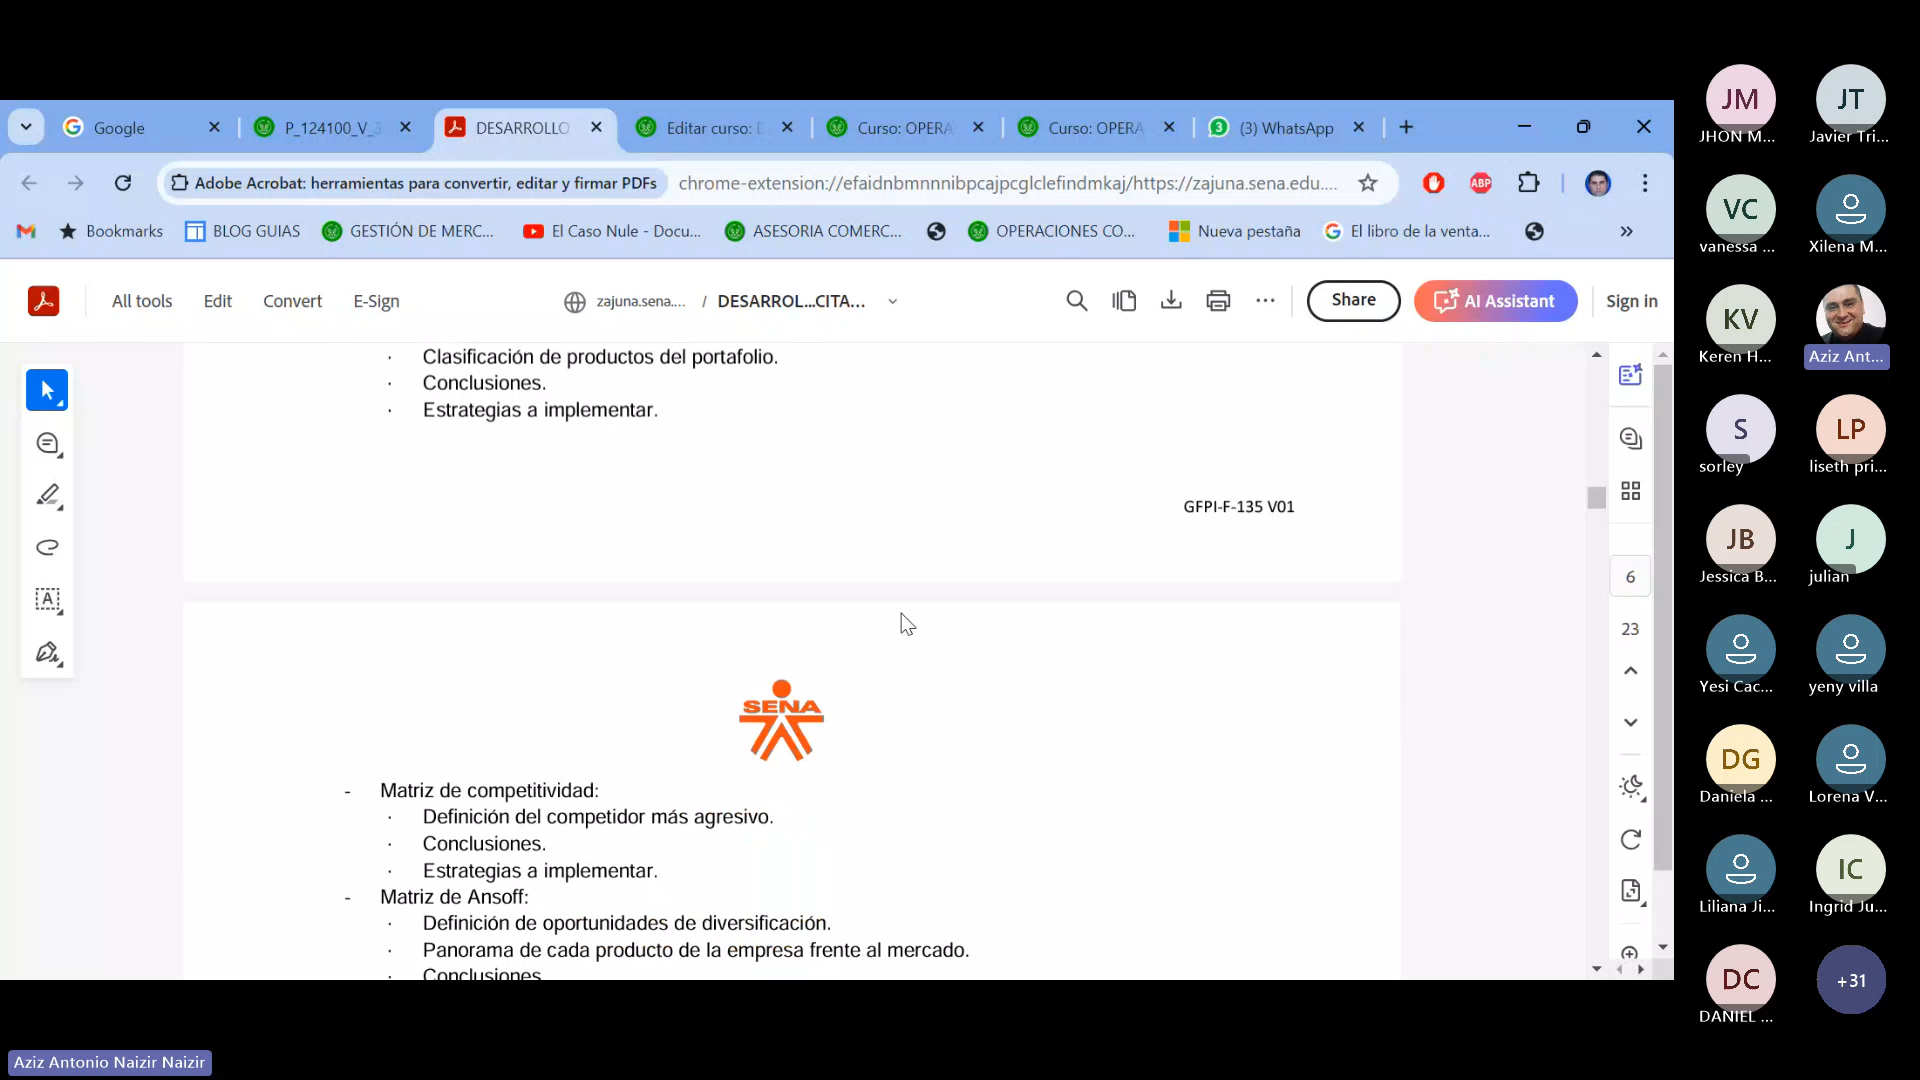 Google
P_124100_V_3
DESARROLLO
Editar curso: D
Curso: OPERA
Curso: OPERA
(3) WhatsApp
Adobe Acrobat: herramientas para convertir, editar y firmar PDFs
chrome-extension://efaidnbmnnnibpcajpcglclefindmkaj/https://zajuna.sena.edu....
ABP
Bookmarks
BLOG GUIAS
GESTIÓN DE MERC...
El Caso Nule - Docu...
ASESORIA COMERC...
OPERACIONES CO...
Nueva pestaña
El libro de la venta...
All tools
Edit
Convert
E-Sign
zajuna.sena....
/
DESARROL...CITA...
Share
AI Assistant
Sign in
· Clasificación de productos del portafolio.
· Conclusiones.
· Estrategias a implementar.
GFPI-F-135 V01
6
23
SENA
- Matriz de competitividad:
· Definición del competidor más agresivo.
· Conclusiones.
· Estrategias a implementar.
- Matriz de Ansoff:
· Definición de oportunidades de diversificación.
· Panorama de cada producto de la empresa frente al mercado.
Conclusiones
JM
JHON M...
JT
Javier Tri...
VC
vanessa ...
Xilena M...
KV
Keren H...
Aziz Ant...
S
sorley
LP
liseth pri...
JB
Jessica B...
J
julian
Yesi Cac...
yeny villa
DG
Daniela ...
Lorena V...
Liliana Ji...
IC
Ingrid Ju...
DC
DANIEL ...
+31
Aziz Antonio Naizir Naizir